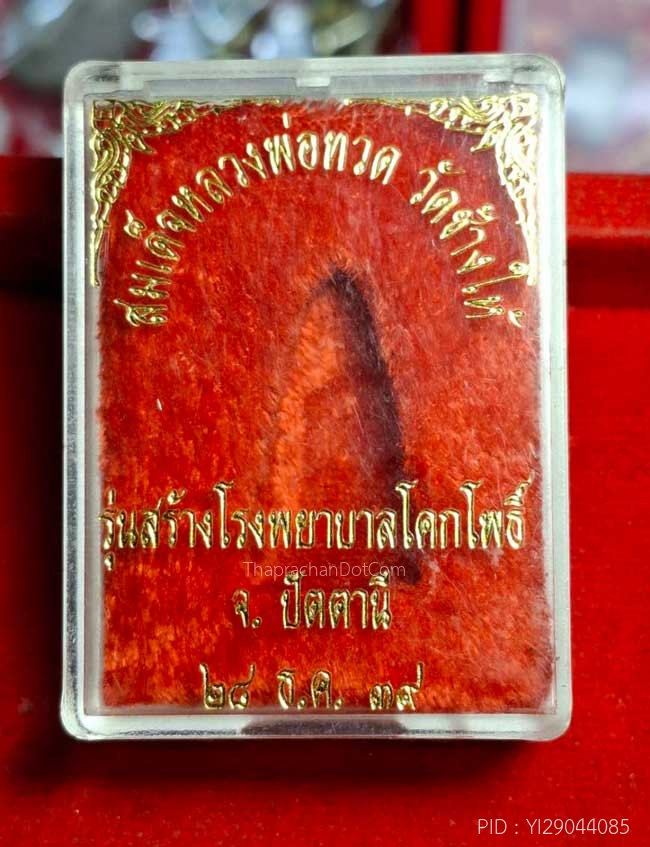 สมเด็จหลวงพ่อทวด วัดช้างให้
รุ่นสร้างโรงพยาบาลโคกโพธิ์
ThaprachanDotCom
จ. ปัตตานี
๒๘ ธ.ค. ๓๙
PID : YI29044085